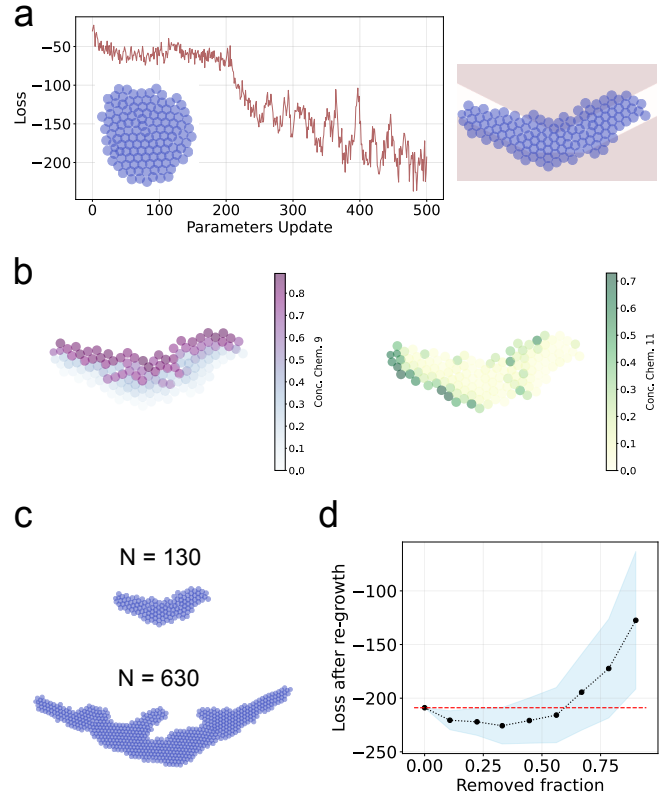 a
−50
−100
−150
−200
Loss
0
100
200
300
400
500
Parameters Update
b
0.8
0.7
0.6
0.5
0.4
0.3
0.2
0.1
0.0
Conc. Chem. 9
0.7
0.6
0.5
0.4
0.3
0.2
0.1
0.0
Conc. Chem. 11
c
N = 130
N = 630
d
−100
−150
−200
−250
Loss after re-growth
0.00
0.25
0.50
0.75
Removed fraction